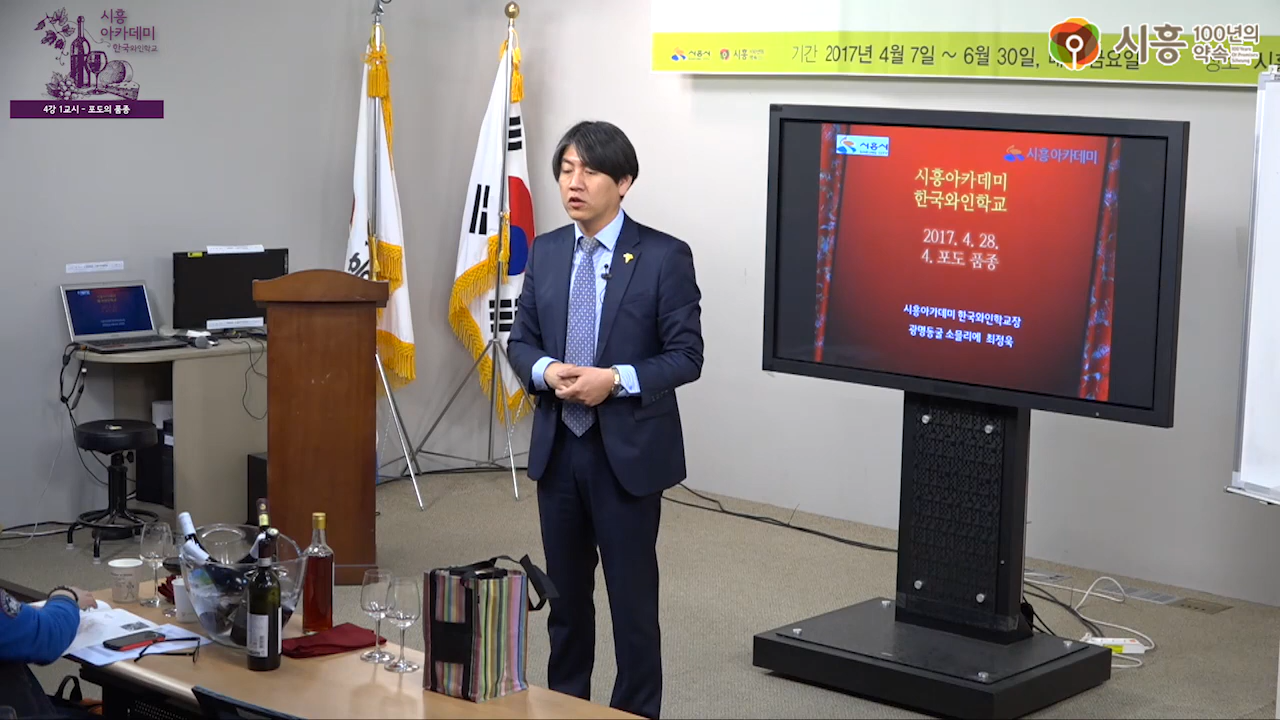 시흥
아카데미
한국와인학교
4강 1교시 - 포도의 품종
시흥시
시흥
기간 2017년 4월 7일 ~ 6월 30일,
시흥
100년의
약속
시흥시
시흥아카데미
시흥아카데미
한국와인학교
2017. 4. 28.
4. 포도 품종
시흥아카데미 한국와인학교장
광명동굴 소믈리에 최정욱